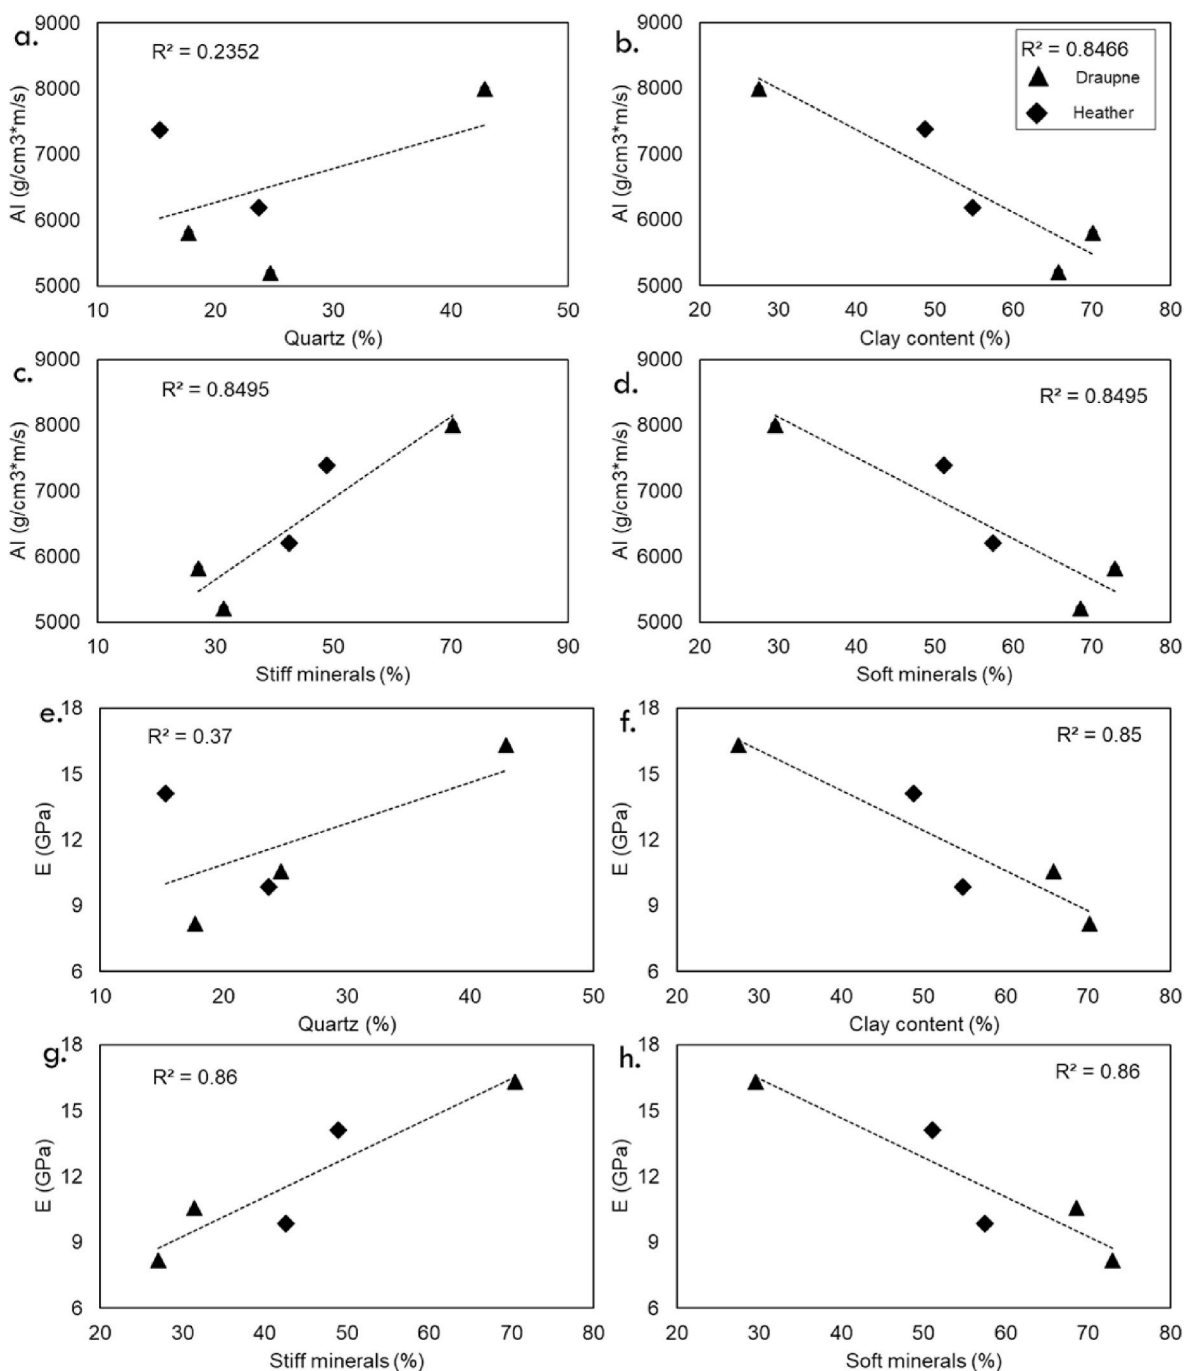 a.
R² = 0.2352
AI (g/cm3*m/s)
9000
8000
7000
6000
5000
10 20 30 40 50
Quartz (%)
b.
R² = 0.8466
Draupne
Heather
AI (g/cm3*m/s)
9000
8000
7000
6000
5000
20 30 40 50 60 70 80
Clay content (%)
c.
R² = 0.8495
AI (g/cm3*m/s)
9000
8000
7000
6000
5000
10 30 50 70 90
Stiff minerals (%)
d.
R² = 0.8495
AI (g/cm3*m/s)
9000
8000
7000
6000
5000
20 30 40 50 60 70 80
Soft minerals (%)
e.
R² = 0.37
E (GPa)
18
15
12
9
6
10 20 30 40 50
Quartz (%)
f.
R² = 0.85
E (GPa)
18
15
12
9
6
20 30 40 50 60 70 80
Clay content (%)
g.
R² = 0.86
E (GPa)
18
15
12
9
6
20 30 40 50 60 70 80
Stiff minerals (%)
h.
R² = 0.86
E (GPa)
18
15
12
9
6
20 30 40 50 60 70 80
Soft minerals (%)